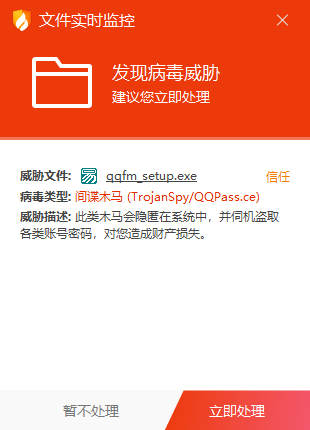 文件实时监控
发现病毒威胁
建议您立即处理
威胁文件: 易 qqfm_setup.exe 信任
病毒类型: 间谍木马 (TrojanSpy/QQPass.ce)
威胁描述: 此类木马会隐匿在系统中，并伺机盗取
各类账号密码，对您造成财产损失。
暂不处理 立即处理